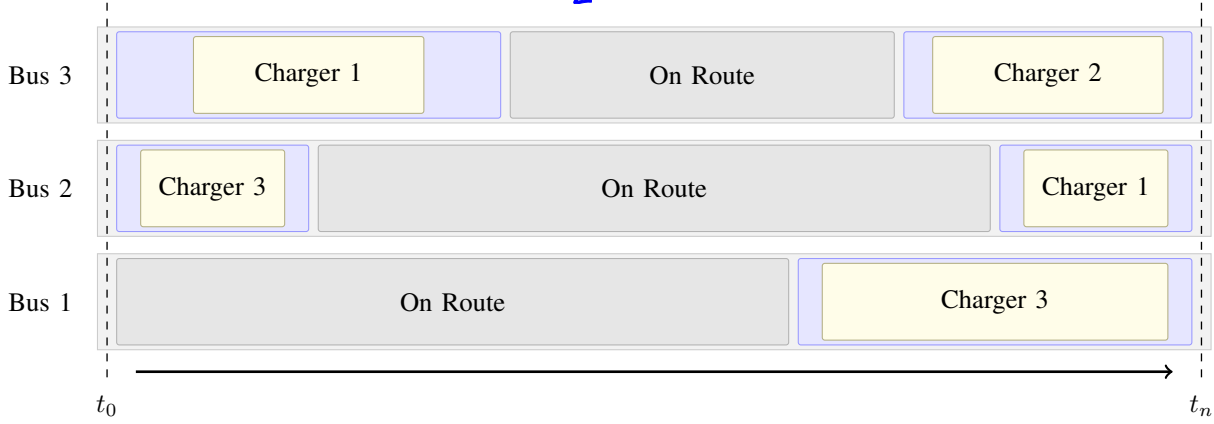 Bus 3 Charger 1 On Route Charger 2
Bus 2 Charger 3 On Route Charger 1
Bus 1 On Route Charger 3
t₀ tₙ